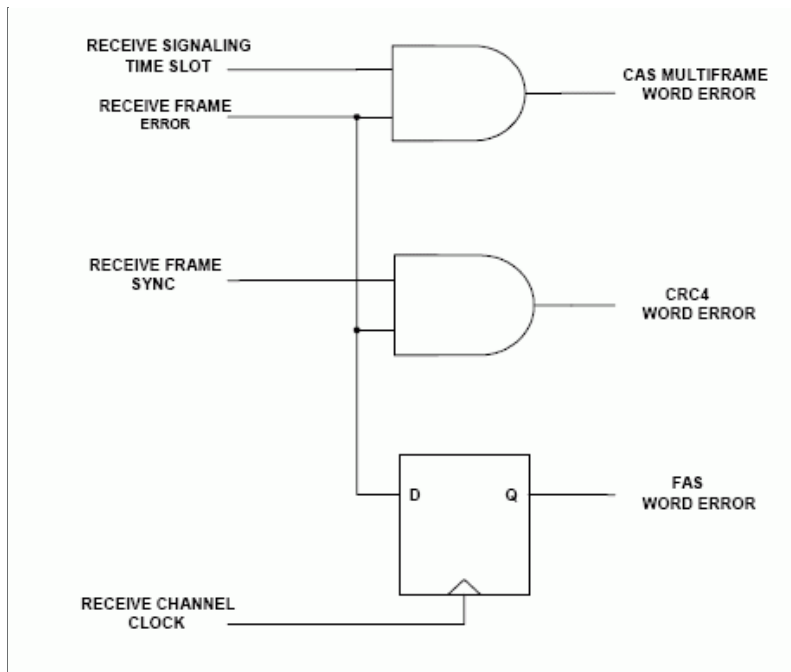 RECEIVE SIGNALING
TIME SLOT
CAS MULTIFRAME
WORD ERROR
RECEIVE FRAME
ERROR
RECEIVE FRAME
SYNC
CRC4
WORD ERROR
D
Q
FAS
WORD ERROR
RECEIVE CHANNEL
CLOCK